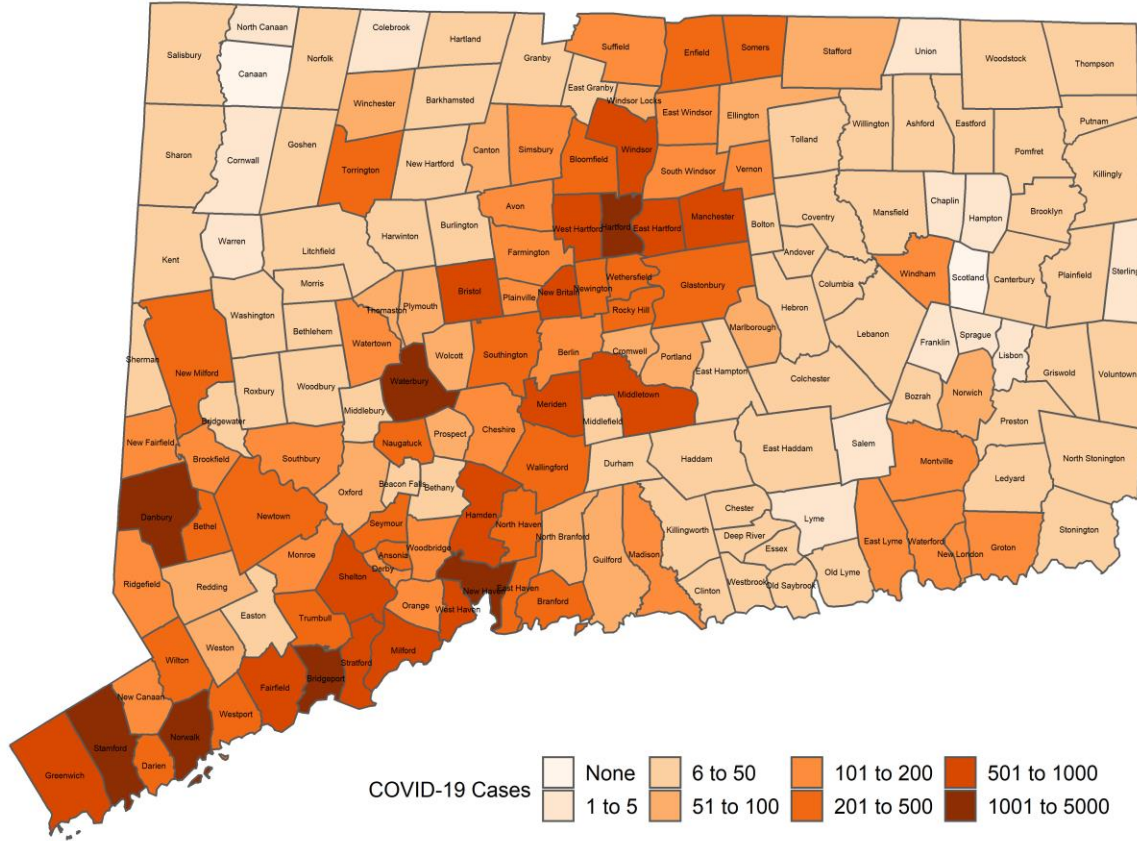 North Canaan
Colebrook
Hartland
Suffield
Enfield
Somers
Stafford
Union
Woodstock
Thompson
Salisbury
Canaan
Norfolk
Granby
East Granby
Windsor Locks
Winchester
Barkhamsted
East Windsor
Ellington
Willington
Ashford
Eastford
Putnam
Pomfret
Killingly
Sharon
Cornwall
Goshen
Torrington
New Hartford
Canton
Simsbury
Bloomfield
Windsor
South Windsor
Vernon
Tolland
Mansfield
Chaplin
Hampton
Brooklyn
Avon
West Hartford
Hartford
East Hartford
Manchester
Bolton
Coventry
Andover
Kent
Warren
Litchfield
Harwinton
Burlington
Farmington
Windham
Scotland
Canterbury
Plainfield
Sterling
Morris
Thomaston
Plymouth
Bristol
Plainville
New Britain
Newington
Wethersfield
Glastonbury
Rocky Hill
Columbia
Hebron
Lebanon
Franklin
Sprague
Lisbon
Griswold
Voluntown
Washington
Bethlehem
Watertown
Wolcott
Southington
Berlin
Cromwell
Portland
Marlborough
East Hampton
Colchester
Sherman
New Milford
Roxbury
Woodbury
Waterbury
Middlebury
Bridgewater
Meriden
Middletown
Middlefield
Bozrah
Norwich
Preston
New Fairfield
Brookfield
Southbury
Naugatuck
Prospect
Cheshire
Wallingford
Durham
Haddam
East Haddam
Salem
Montville
North Stonington
Ledyard
Danbury
Bethel
Newtown
Oxford
Beacon Falls
Bethany
Hamden
North Haven
North Branford
Guilford
Madison
Killingworth
Chester
Deep River
Essex
Lyme
East Lyme
Waterford
New London
Groton
Stonington
Seymour
Ansonia
Derby
Woodbridge
Ridgefield
Redding
Monroe
Shelton
Orange
New Haven
East Haven
Branford
Clinton
Westbrook
Old Saybrook
Old Lyme
Easton
Trumbull
West Haven
Weston
Wilton
Milford
Stratford
Bridgeport
Fairfield
Westport
New Canaan
Norwalk
Darien
Stamford
Greenwich
COVID-19 Cases
None
6 to 50
101 to 200
501 to 1000
1 to 5
51 to 100
201 to 500
1001 to 5000